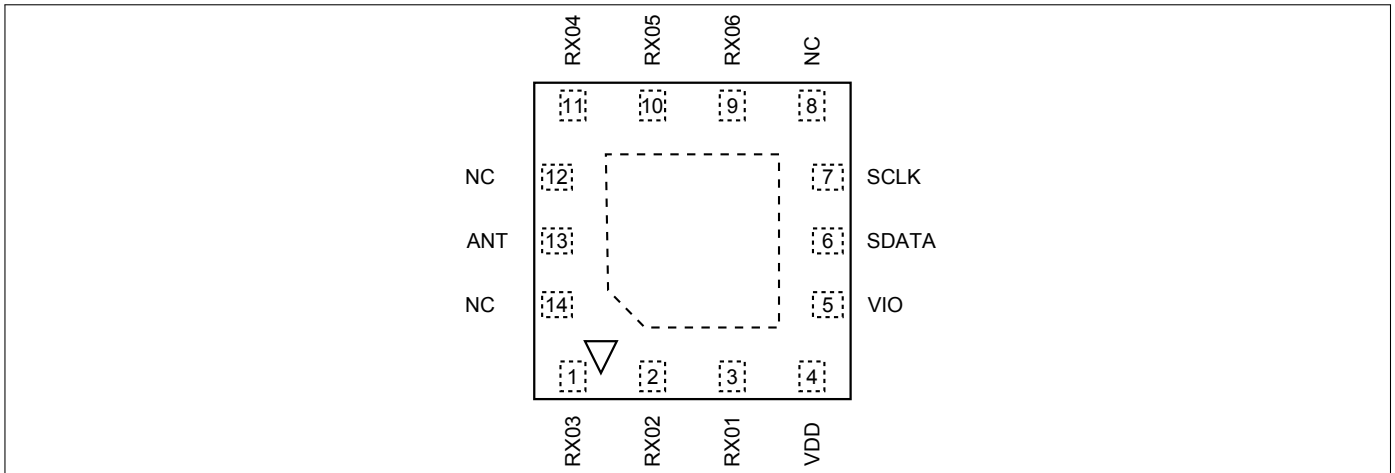 RX04 RX05 RX06 NC
11 10 9 8
NC 12 7 SCLK
ANT 13 6 SDATA
NC 14 5 VIO
1 2 3 4
RX03 RX02 RX01 VDD